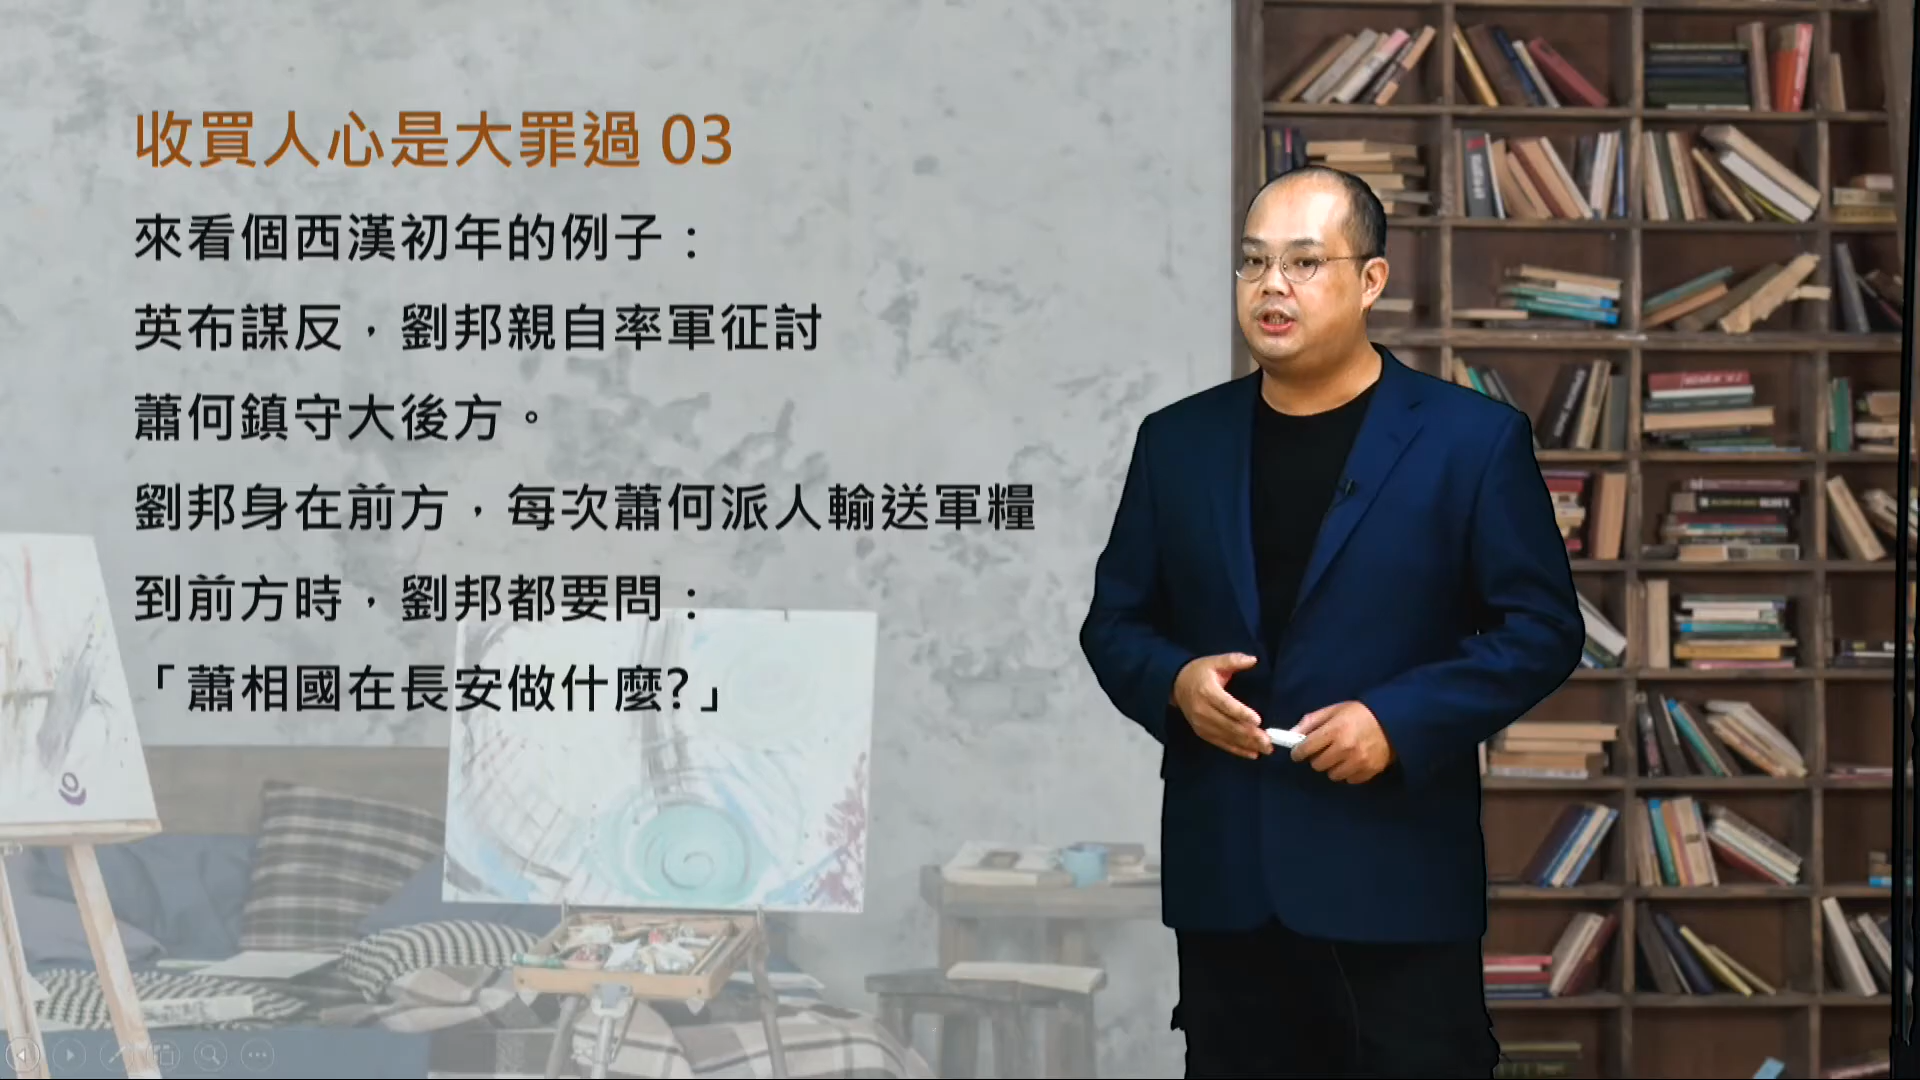 收買人心是大罪過 03
來看個西漢初年的例子：
英布謀反，劉邦親自率軍征討
蕭何鎮守大後方。
劉邦身在前方，每次蕭何派人輸送軍糧
到前方時，劉邦都要問：
「蕭相國在長安做什麼?」